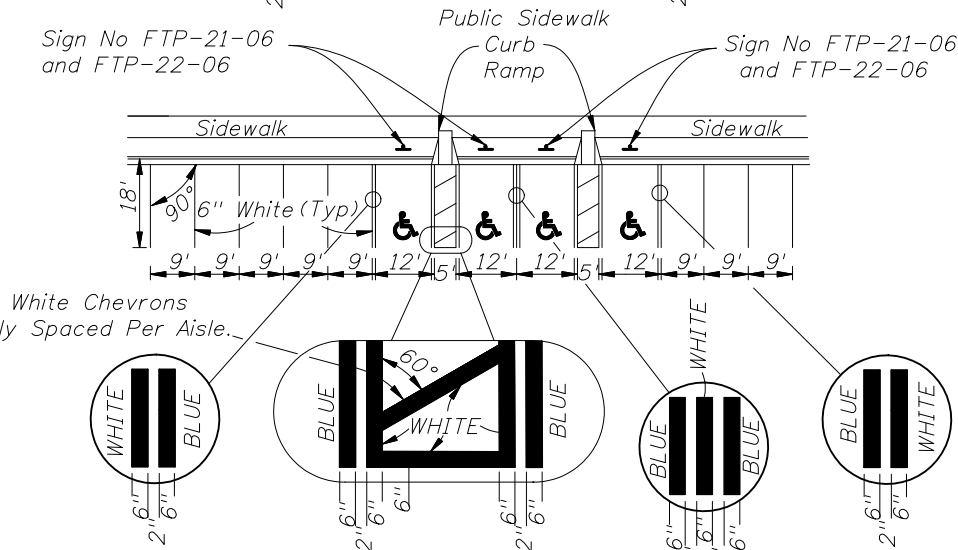 Public Sidewalk
Curb
Ramp
Sign No FTP-21-06
and FTP-22-06
Sign No FTP-21-06
and FTP-22-06
Sidewalk
Sidewalk
18'
90°
6" White (Typ)
9' 9' 9' 9' 9' 12' 5' 12' 12' 5' 12' 9' 9' 9'
White Chevrons
ly Spaced Per Aisle.
WHITE
BLUE
6"
2"
6"
BLUE
60°
WHITE
BLUE
6"
2"
6"
6"
6"
2"
6"
WHITE
BLUE
BLUE
6"
6"
6"
BLUE
WHITE
6"
2"
6"